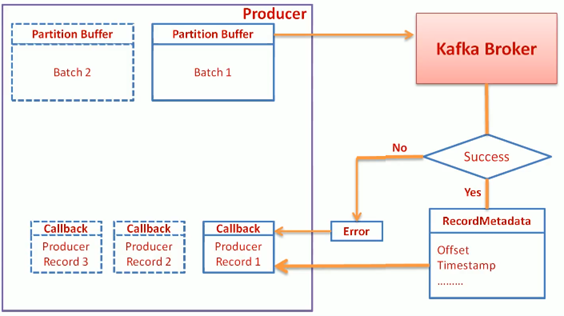 Producer
Partition Buffer
Batch 2
Partition Buffer
Batch 1
Kafka Broker
Success
No
Yes
Error
RecordMetadata
Offset
Timestamp
.........
Callback
Producer
Record 3
Callback
Producer
Record 2
Callback
Producer
Record 1